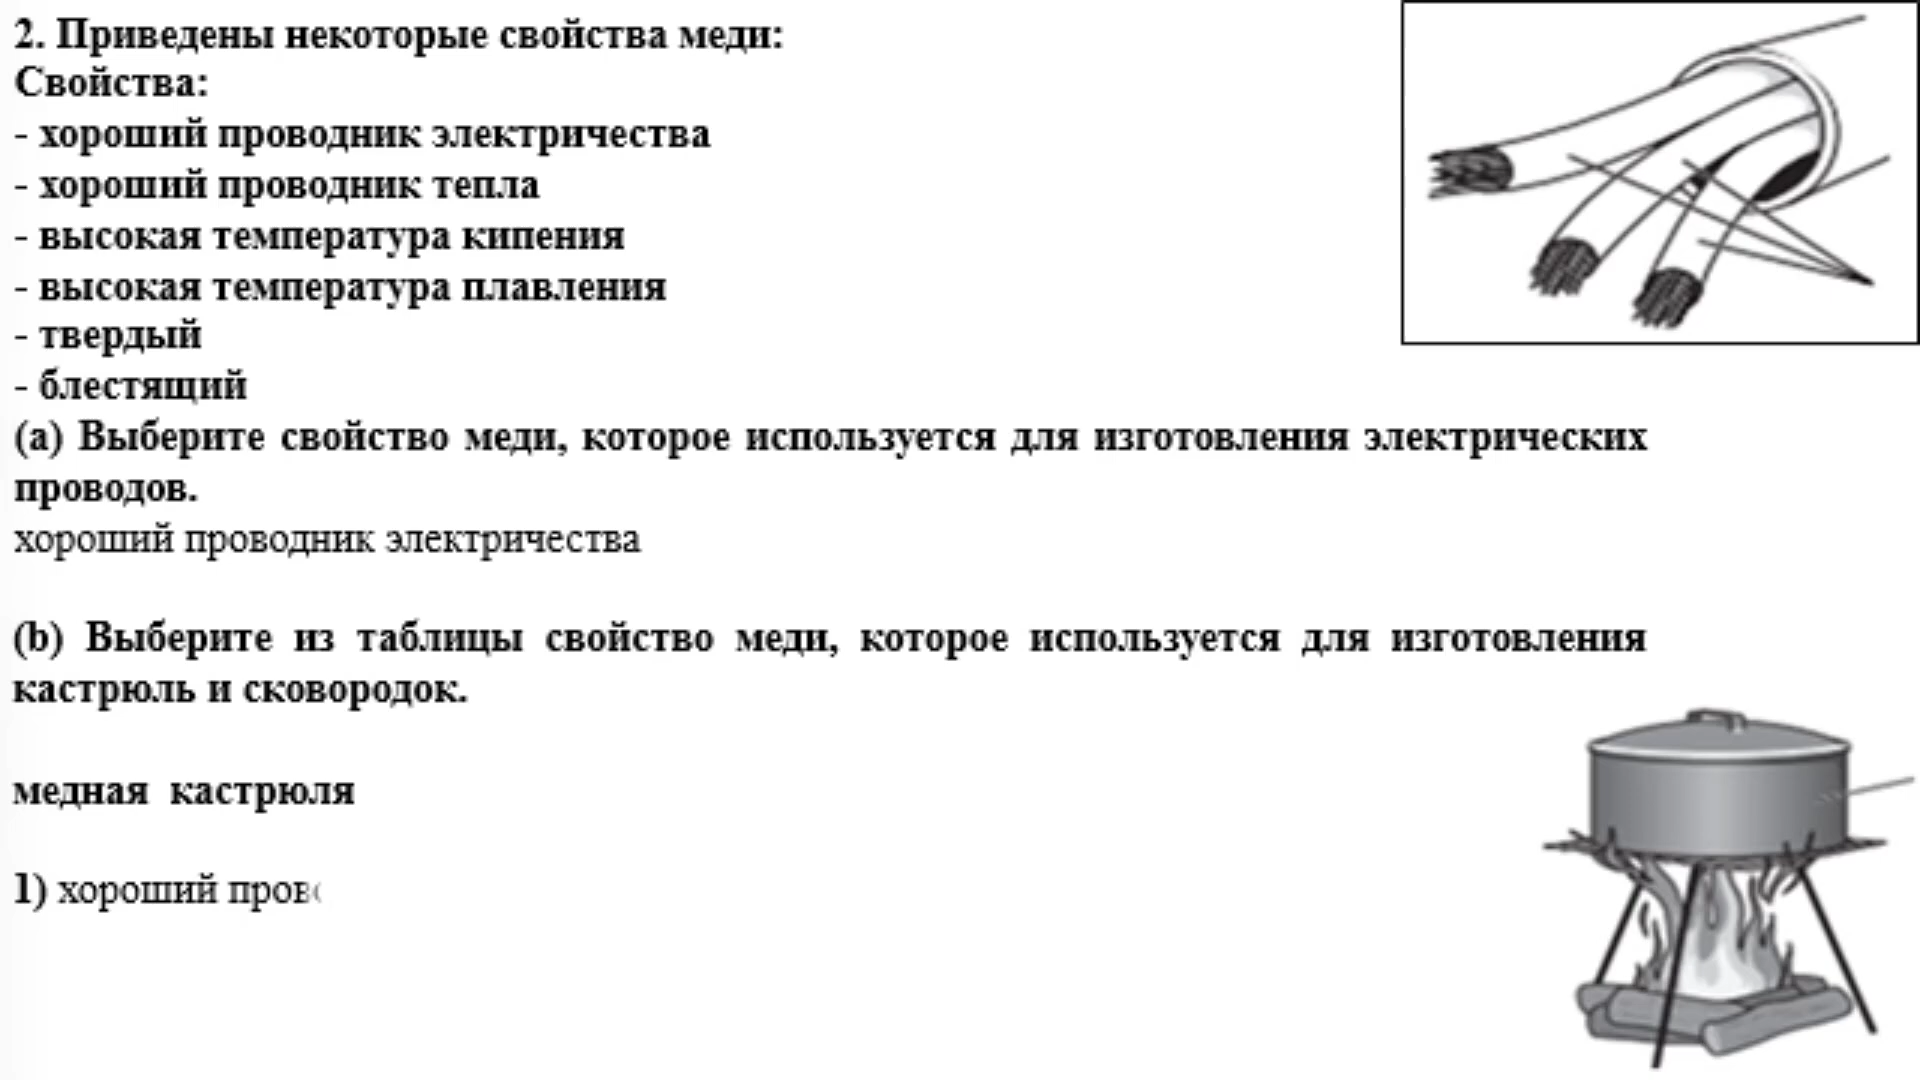 2. Приведены некоторые свойства меди:
Свойства:
- хороший проводник электричества
- хороший проводник тепла
- высокая температура кипения
- высокая температура плавления
- твердый
- блестящий
(a) Выберите свойство меди, которое используется для изготовления электрических
проводов.
хороший проводник электричества
(b) Выберите из таблицы свойство меди, которое используется для изготовления
кастрюль и сковородок.
медная кастрюля
1) хороший